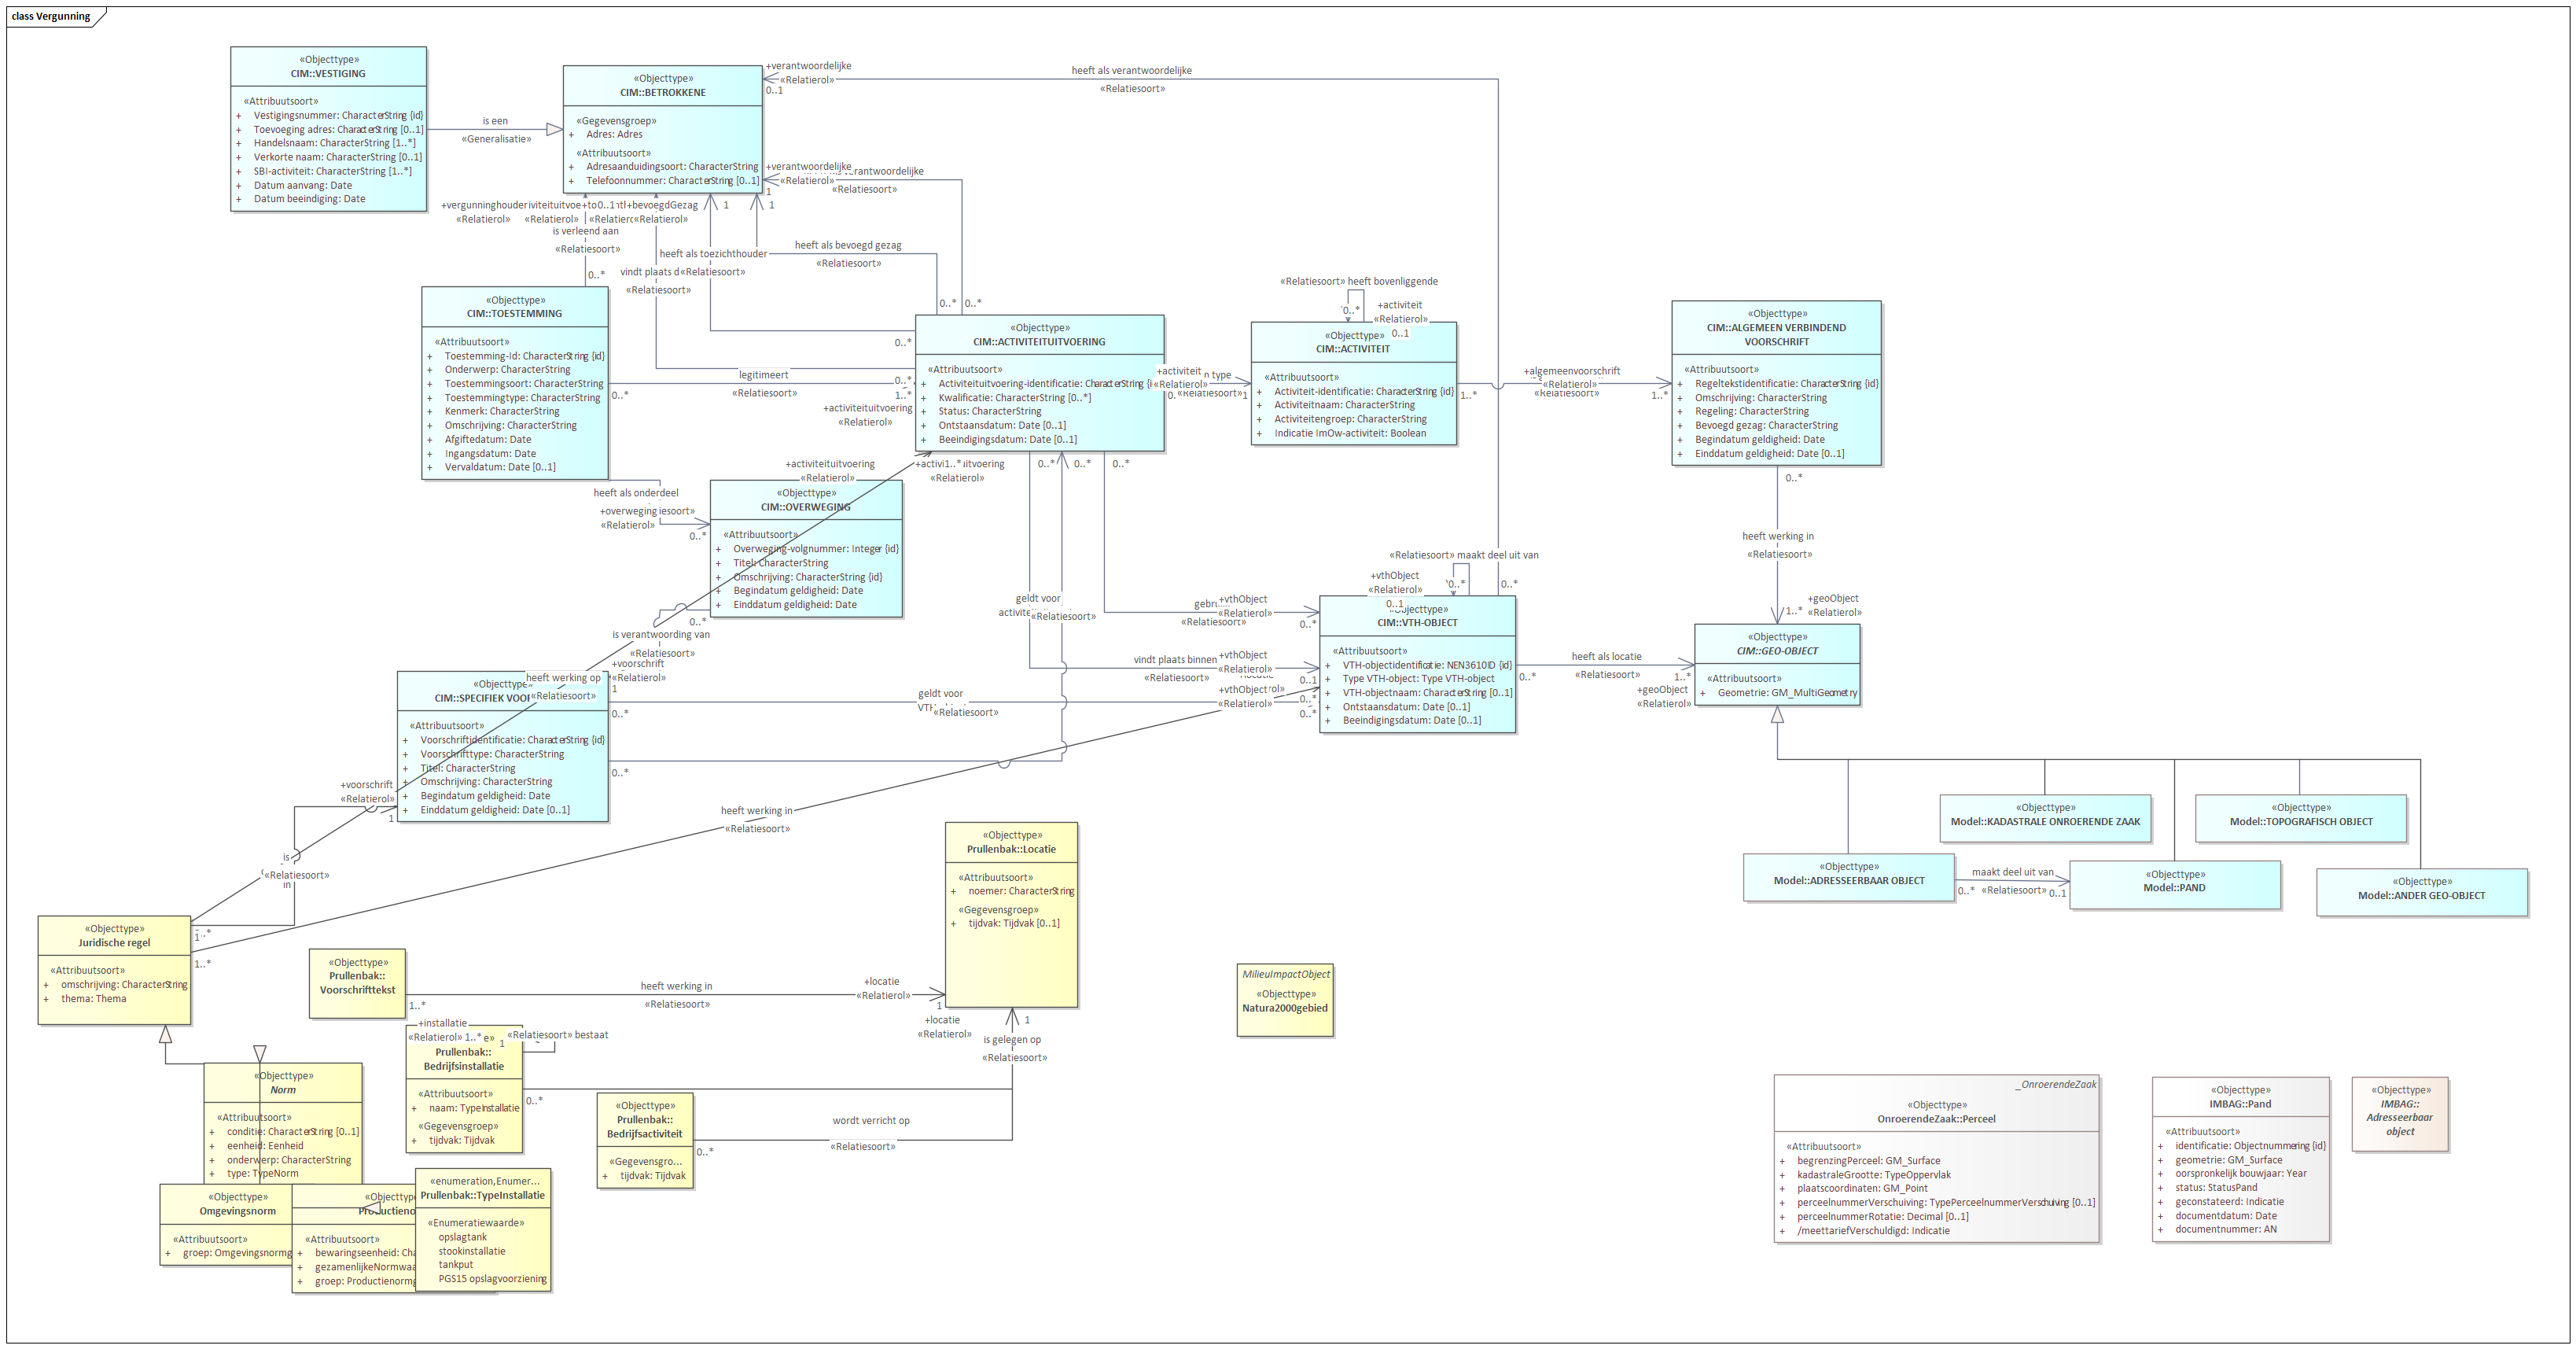 class Vergunning
«Objecttype»
CIM::VESTIGING
«Attribuutsoort»
+ Vestigingsnummer: CharacterString {id}
+ Toevoeging adres: CharacterString [0..1]
+ Handelsnaam: CharacterString [1..*]
+ Verkorte naam: CharacterString [0..1]
+ SBI-activiteit: CharacterString [1..*]
+ Datum aanvang: Date
+ Datum beeindiging: Date
is een
«Generalisatie»
«Objecttype»
CIM::BETROKKENE
«Gegevensgroep»
+ Adres: Adres
«Attribuutsoort»
+ Adresaanduidingsoort: CharacterString
+ Telefoonnummer: CharacterString [0..1]
+verantwoordelijke
«Relatierol»
0..1
heeft als verantwoordelijke
«Relatiesoort»
+verantwoordelijke
«Relatierol»
1
verantwoordelijke
«Relatiesoort»
+vergunninghouder
«Relatierol»
«Relatierol»
0..1
+bevoegdGezag
«Relatierol»
1
1
is verleend aan
«Relatiesoort»
0..*
heeft als toezichthouder
«Relatiesoort»
vindt plaats
«Relatiesoort»
heeft als bevoegd gezag
«Relatiesoort»
0..*
0..*
«Objecttype»
CIM::TOESTEMMING
«Attribuutsoort»
+ Toestemming-Id: CharacterString {id}
+ Onderwerp: CharacterString
+ Toestemmingsoort: CharacterString
+ Toestemmingtype: CharacterString
+ Kenmerk: CharacterString
+ Omschrijving: CharacterString
+ Afgiftedatum: Date
+ Ingangsdatum: Date
+ Vervaldatum: Date [0..1]
legitimeert
«Relatiesoort»
0..*
0..*
0..*
1..*
+activiteituitvoering
«Relatierol»
«Objecttype»
CIM::ACTIVITEITUITVOERING
«Attribuutsoort»
+ Activiteituitvoering-identificatie: CharacterString
+ Kwalificatie: CharacterString [0..*]
+ Status: CharacterString
+ Ontstaansdatum: Date [0..1]
+ Beeindigingsdatum: Date [0..1]
+activiteit
«Relatierol»
n type
«Relatiesoort»
1
«Relatiesoort» heeft bovenliggende
0..*
+activiteit
«Relatierol»
0..1
«Objecttype»
CIM::ACTIVITEIT
«Attribuutsoort»
+ Activiteit-identificatie: CharacterString {id}
+ Activiteitnaam: CharacterString
+ Activiteitengroep: CharacterString
+ Indicatie ImOw-activiteit: Boolean
+algemeenvoorschrift
«Relatierol»
«Relatiesoort»
1..*
1..*
«Objecttype»
CIM::ALGEMEEN VERBINDEND
VOORSCHRIFT
«Attribuutsoort»
+ Regeltekstidentificatie: CharacterString {id}
+ Omschrijving: CharacterString
+ Regeling: CharacterString
+ Bevoegd gezag: CharacterString
+ Begindatum geldigheid: Date
+ Einddatum geldigheid: Date [0..1]
0..*
heeft werking in
«Relatiesoort»
+geoObject
«Relatierol»
1..*
heeft als onderdeel
+overweging
«Relatierol»
0..*
+activiteituitvoering
«Relatierol»
1..*
«Relatierol»
0..*
0..*
0..*
«Objecttype»
CIM::OVERWEGING
«Attribuutsoort»
+ Overweging-volgnummer: Integer {id}
+ Titel: CharacterString
+ Omschrijving: CharacterString {id}
+ Begindatum geldigheid: Date
+ Einddatum geldigheid: Date
0..*
is verantwoording van
«Relatiesoort»
+voorschrift
«Relatierol»
1
geldt voor
«Relatiesoort»
«Relatiesoort» maakt deel uit van
+vthObject
«Relatierol»
0..*
0..1
0..*
+vthObject
«Relatierol»
«Relatiesoort»
0..*
vindt plaats binnen
«Relatiesoort»
+vthObject
«Relatierol»
0..1
+vthObject
«Relatierol»
0..*
0..*
«Objecttype»
CIM::VTH-OBJECT
«Attribuutsoort»
+ VTH-objectidentificatie: NEN3610ID {id}
+ Type VTH-object: Type VTH-object
+ VTH-objectnaam: CharacterString [0..1]
+ Ontstaansdatum: Date [0..1]
+ Beeindigingsdatum: Date [0..1]
heeft als locatie
«Relatiesoort»
0..*
1..*
+geoObject
«Relatierol»
«Objecttype»
CIM::GEO-OBJECT
«Attribuutsoort»
+ Geometrie: GM_MultiGeometry
«Objecttype»
CIM::SPECIFIEK
heeft werking op
«Relatiesoort»
«Attribuutsoort»
+ Voorschriftidentificatie: CharacterString {id}
+ Voorschrifttype: CharacterString
+ Titel: CharacterString
+ Omschrijving: CharacterString
+ Begindatum geldigheid: Date
+ Einddatum geldigheid: Date [0..1]
0..*
0..*
geldt voor
«Relatiesoort»
+voorschrift
«Relatierol»
1
heeft werking in
«Relatiesoort»
is
«Relatiesoort»
in
«Objecttype»
Model::KADASTRALE ONROERENDE ZAAK
«Objecttype»
Model::TOPOGRAFISCH OBJECT
«Objecttype»
Model::ADRESSEERBAAR OBJECT
maakt deel uit van
0..*
«Relatiesoort»
0..1
«Objecttype»
Model::PAND
«Objecttype»
Model::ANDER GEO-OBJECT
«Objecttype»
Prullenbak::Locatie
«Attribuutsoort»
+ noemer: CharacterString
«Gegevensgroep»
+ tijdvak: Tijdvak [0..1]
«Objecttype»
Juridische regel
«Attribuutsoort»
+ omschrijving: CharacterString
+ thema: Thema
1..*
1..*
«Objecttype»
Prullenbak::
Voorschrifttekst
1..*
heeft werking in
«Relatiesoort»
+locatie
«Relatierol»
1
+locatie
«Relatierol»
1
is gelegen op
«Relatiesoort»
MilieuImpactObject
«Objecttype»
Natura2000gebied
+installatie
«Relatierol» 1..*
1
«Relatiesoort» bestaat
Prullenbak::
Bedrijfsinstallatie
«Attribuutsoort»
+ naam: TypeInstallatie
«Gegevensgroep»
+ tijdvak: Tijdvak
0..*
«Objecttype»
Norm
«Attribuutsoort»
+ conditie: CharacterString [0..1]
+ eenheid: Eenheid
+ onderwerp: CharacterString
+ type: TypeNorm
«Objecttype»
Prullenbak::
Bedrijfsactiviteit
«Gegevensgro...
+ tijdvak: Tijdvak
0..*
wordt verricht op
«Relatiesoort»
«Objecttype»
Omgevingsnorm
«Attribuutsoort»
+ groep:
«Attribuutsoort»
+ bewaringseenheid:
+
+ groep:
«enumeration,Enumer...
Prullenbak::TypeInstallatie
«Enumeratiewaarde»
opslagtank
stookinstallatie
tankput
PGS15 opslagvoorziening
_OnroerendeZaak
«Objecttype»
OnroerendeZaak::Perceel
«Attribuutsoort»
+ begrenzingPerceel: GM_Surface
+ kadastraleGrootte: TypeOppervlak
+ plaatscoordinaten: GM_Point
+ perceelnummerVerschuiving: TypePerceelnummerVerschuiving [0..1]
+ perceelnummerRotatie: Decimal [0..1]
+ /meettariefVerschuldigd: Indicatie
«Objecttype»
IMBAG::Pand
«Attribuutsoort»
+ identificatie: Objectnummering {id}
+ geometrie: GM_Surface
+ oorspronkelijk bouwjaar: Year
+ status: StatusPand
+ geconstateerd: Indicatie
+ documentdatum: Date
+ documentnummer: AN
«Objecttype»
IMBAG::
Adresseerbaar
object